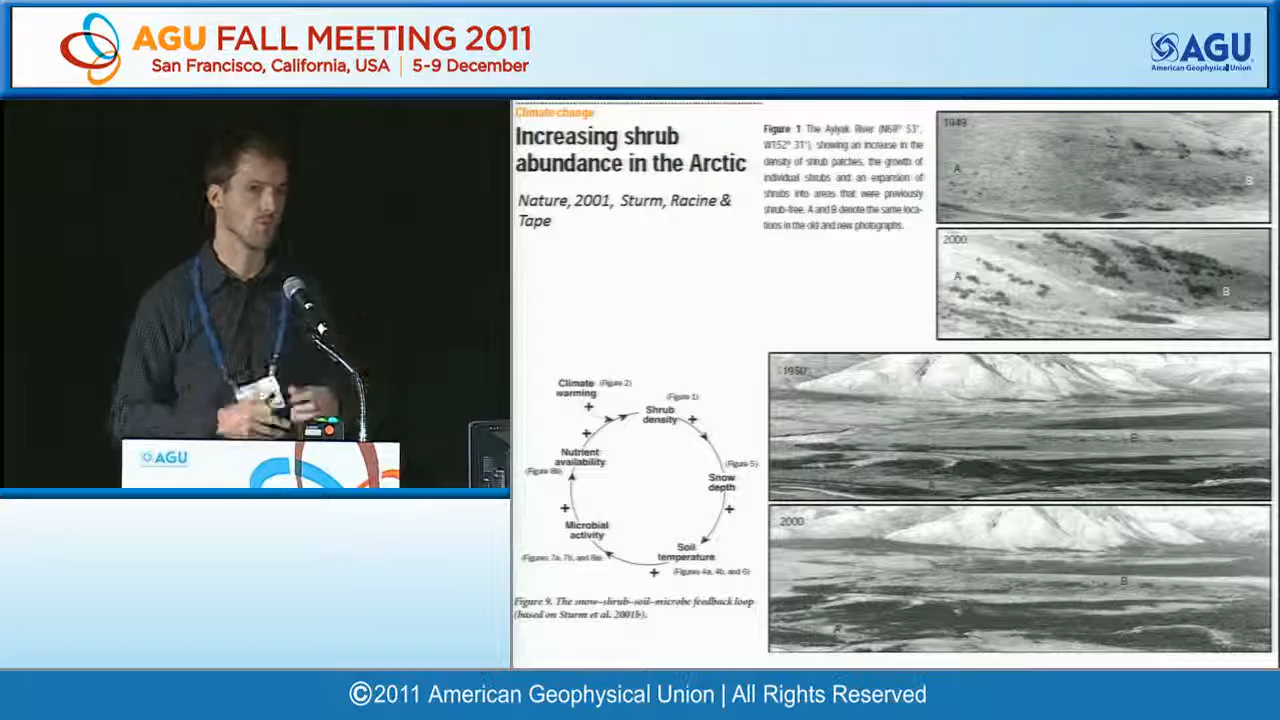 AGU FALL MEETING 2011
San Francisco, California, USA | 5-9 December
AGU
American Geophysical Union
AGU
Climate change
Increasing shrub
abundance in the Arctic
Nature, 2001, Sturm, Racine &
Tape
Figure 1 The Ayiyak River (N68° 53',
W152° 31'), showing an increase in the
density of shrub patches, the growth of
individual shrubs and an expansion of
shrubs into areas that were previously
shrub-free. A and B denote the same loca-
tions in the old and new photographs.
1949
A
B
2000
A
B
1950
B
A
2000
B
Climate
warming
(Figure 2)
+
+
Shrub
density
(Figure 1)
+
Snow
depth
(Figure 5)
+
Soil
temperature
(Figures 4a, 4b, and 6)
+
Microbial
activity
(Figures 7a, 7b, and 8a)
+
Nutrient
availability
(Figure 8b)
Figure 9. The snow–shrub–soil–microbe feedback loop
(based on Sturm et al. 2001b).
©2011 American Geophysical Union | All Rights Reserved